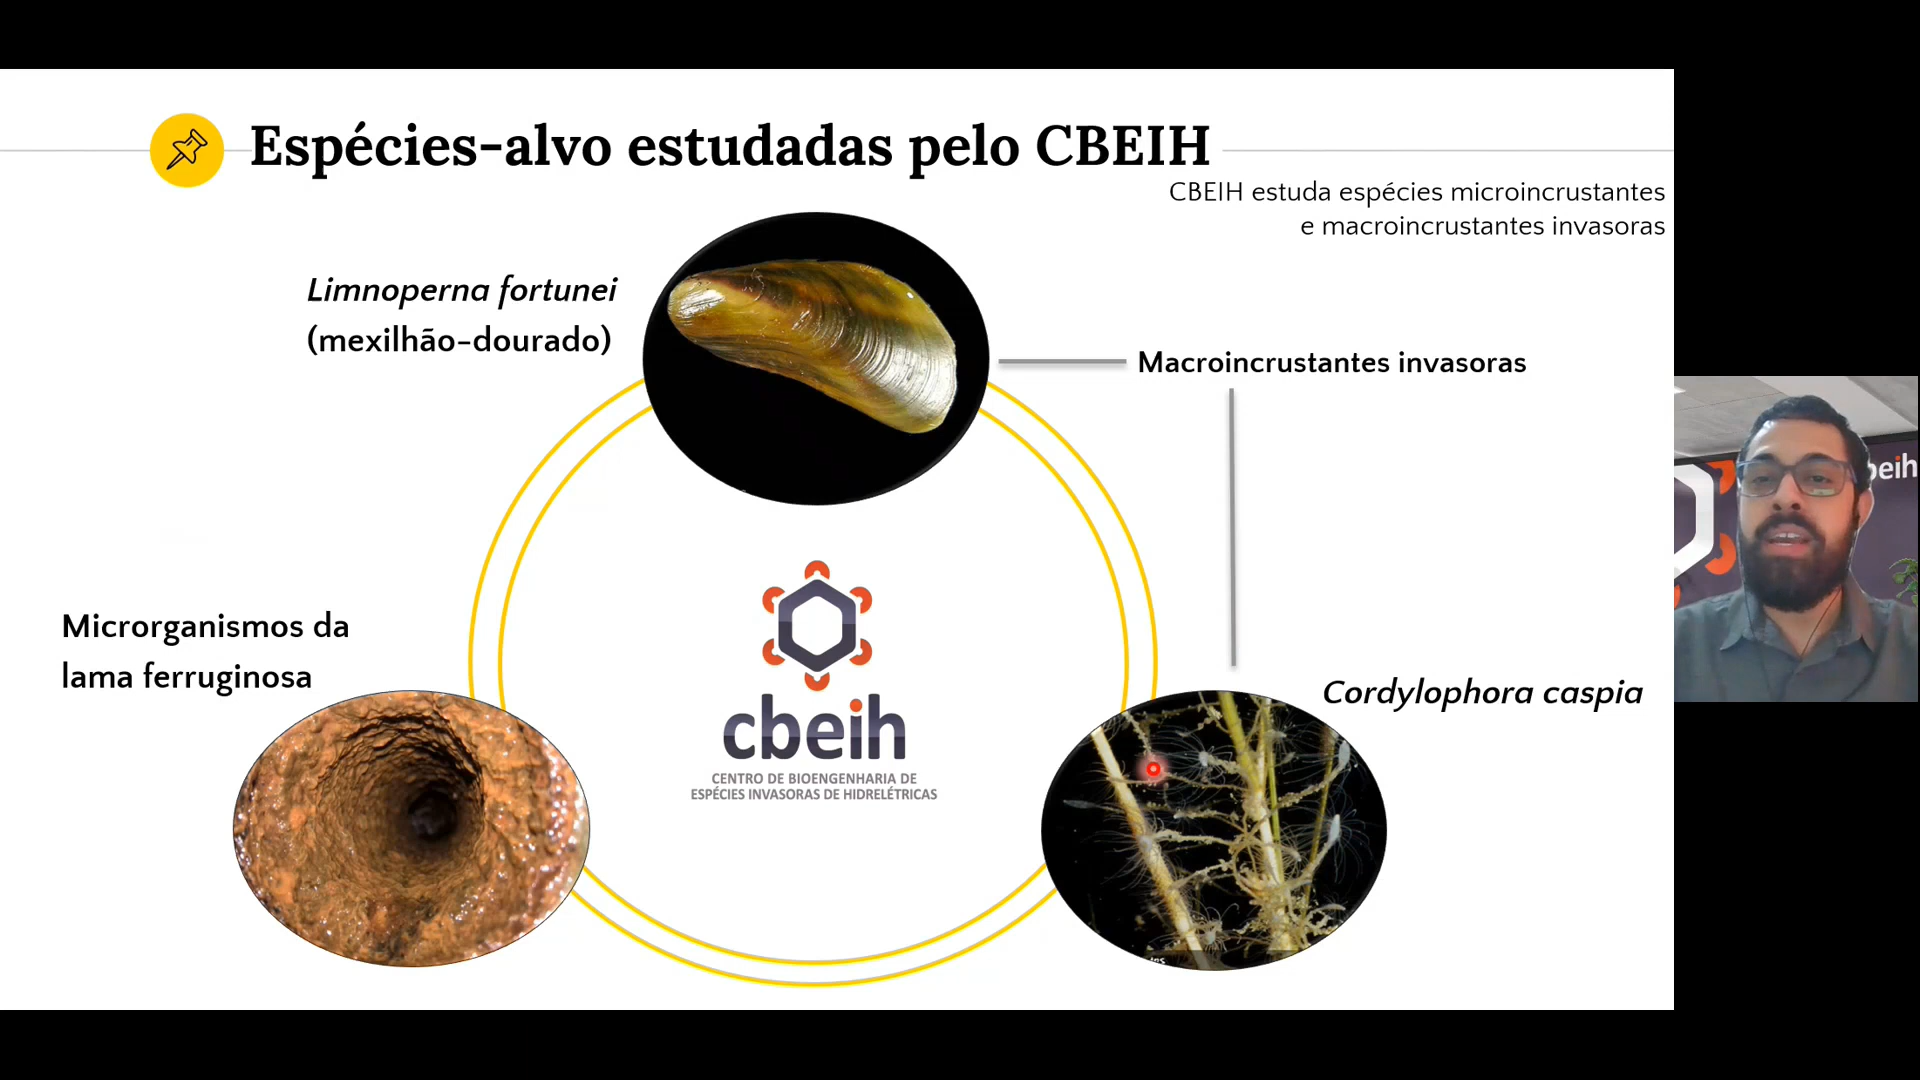 Espécies-alvo estudadas pelo CBEIH
CBEIH estuda espécies microincrustantes
e macroincrustantes invasoras
Limnoperna fortunei
(mexilhão-dourado)
Macroincrustantes invasoras
beih
Microrganismos da
lama ferruginosa
Cordylophora caspia
cbeih
CENTRO DE BIOENGENHARIA DE
ESPÉCIES INVASORAS DE HIDRELÉTRICAS